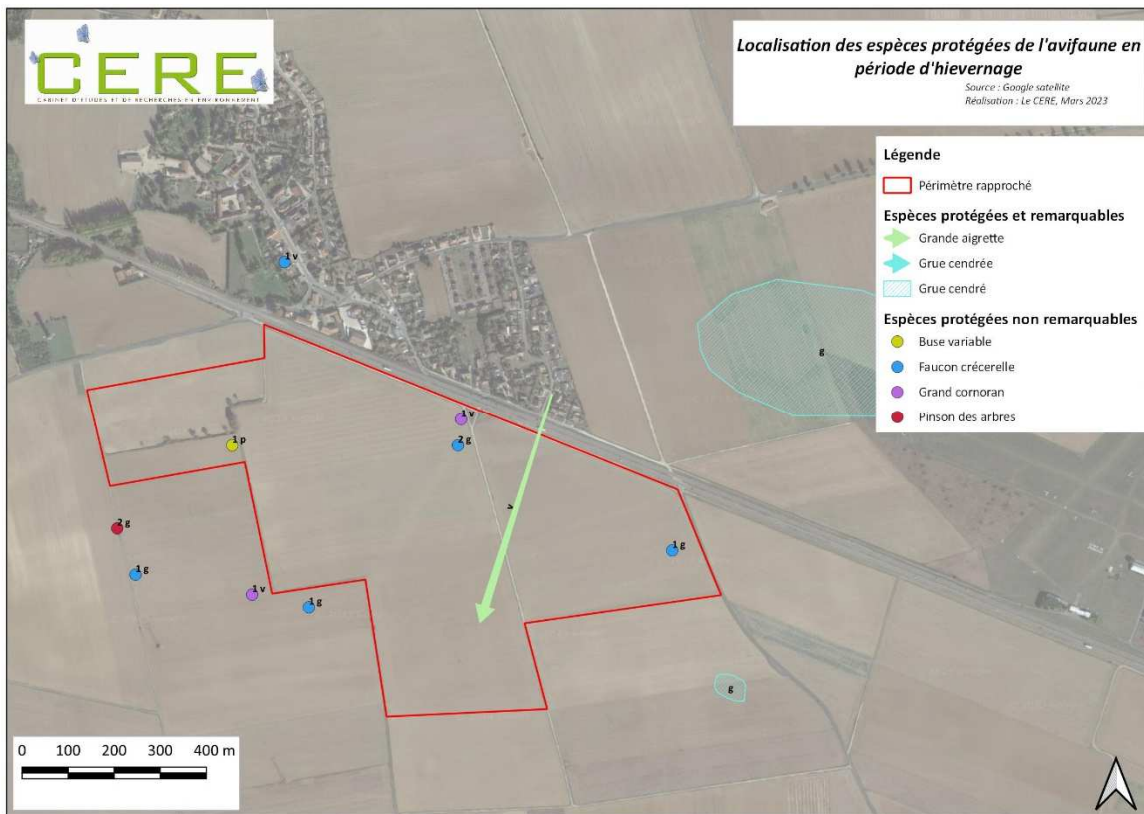 CERE
CABINET D'ÉTUDES ET DE RECHERCHES EN ENVIRONNEMENT
Localisation des espèces protégées de l'avifaune en
période d'hievernage
Source : Google satellite
Réalisation : Le CERE, Mars 2023
Légende
Périmètre rapproché
Espèces protégées et remarquables
Grande aigrette
Grue cendrée
Grue cendré
Espèces protégées non remarquables
Buse variable
Faucon crécerelle
Grand cornoran
Pinson des arbres
1 v
g
1 v
1 p
2 g
v
2 g
1 g
1 g
1 v
1 g
g
0 100 200 300 400 m